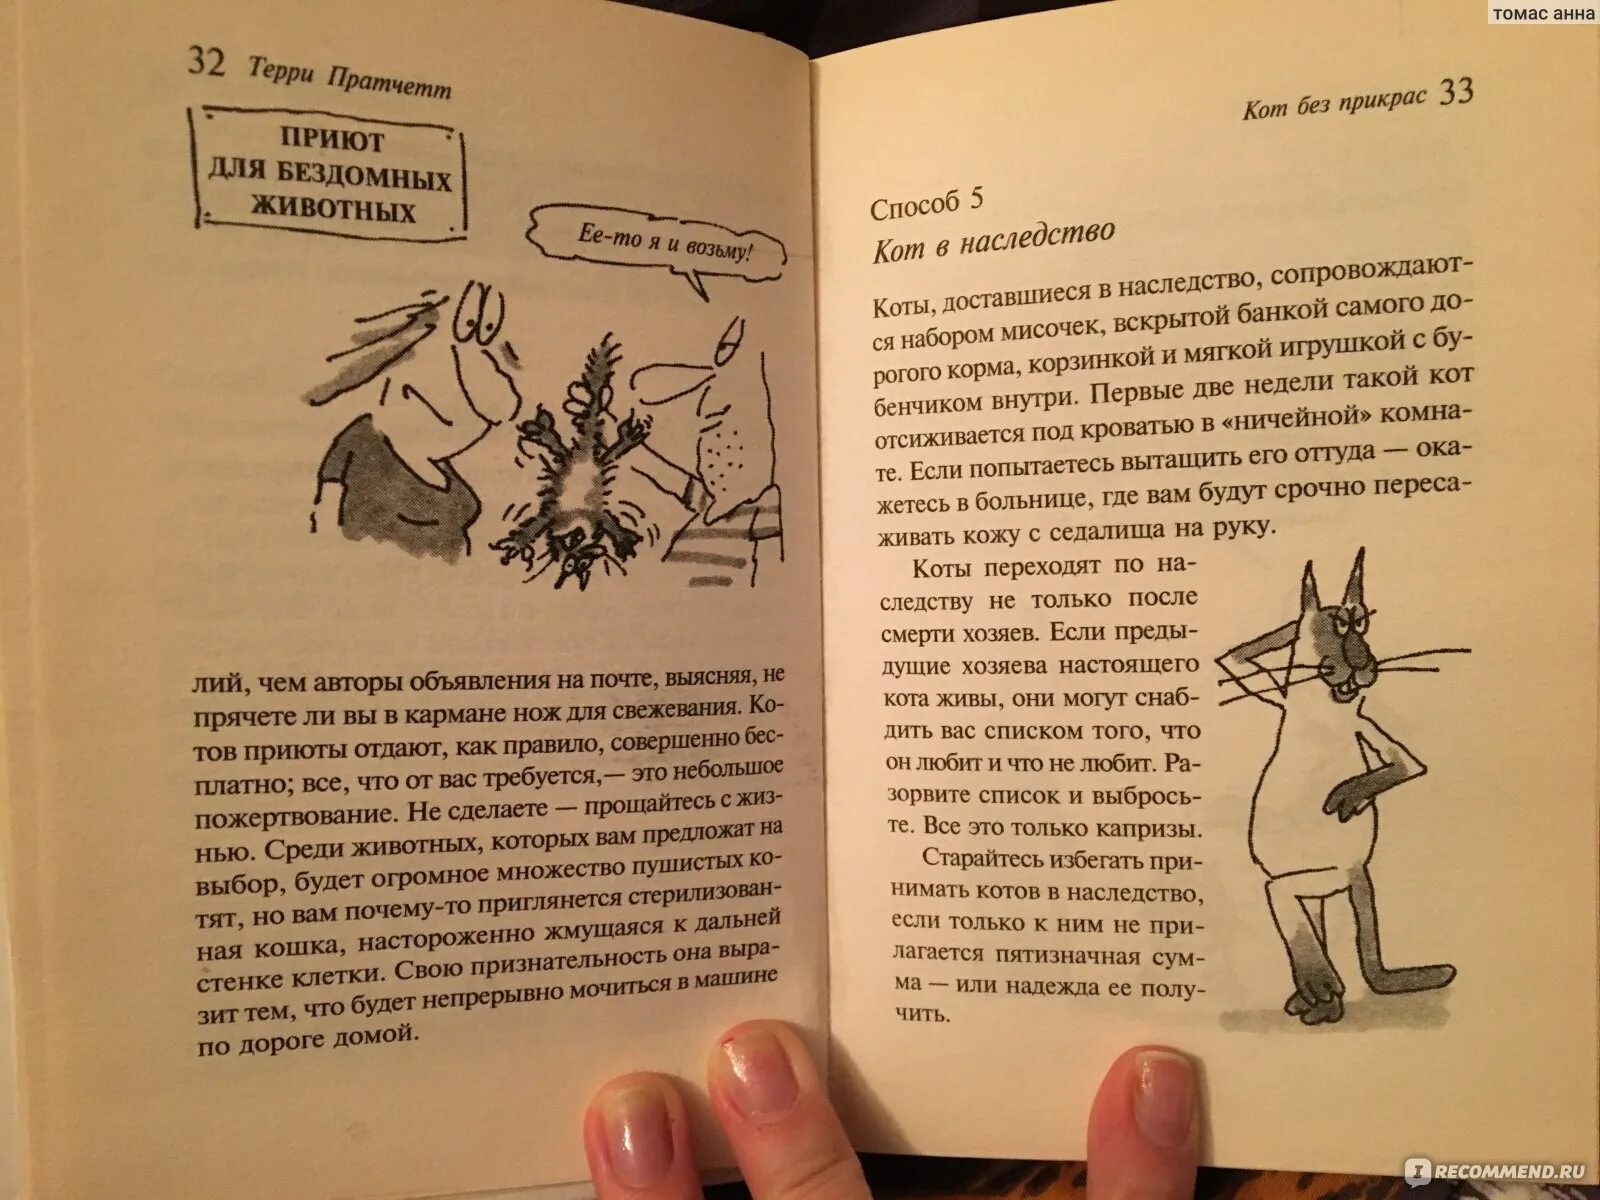 томас анна
32 Терри Пратчетт
ПРИЮТ
ДЛЯ БЕЗДОМНЫХ
ЖИВОТНЫХ
Ее-то я и возьму!
лий, чем авторы объявления на почте, выясняя, не
прячете ли вы в кармане нож для свежевания. Ко-
тов приюты отдают, как правило, совершенно бес-
платно; все, что от вас требуется,— это небольшое
пожертвование. Не сделаете — прощайтесь с жиз-
нью. Среди животных, которых вам предложат на
выбор, будет огромное множество пушистых ко-
тят, но вам почему-то приглянется стерилизован-
ная кошка, настороженно жмущаяся к дальней
стенке клетки. Свою признательность она выра-
зит тем, что будет непрерывно мочиться в машине
по дороге домой.
Кот без прикрас 33
Способ 5
Кот в наследство
Коты, доставшиеся в наследство, сопровождают-
ся набором мисочек, вскрытой банкой самого до-
рогого корма, корзинкой и мягкой игрушкой с бу-
бенчиком внутри. Первые две недели такой кот
отсиживается под кроватью в «ничейной» комна-
те. Если попытаетесь вытащить его оттуда — ока-
жетесь в больнице, где вам будут срочно переса-
живать кожу с седалища на руку.
Коты переходят по на-
следству не только после
смерти хозяев. Если преды-
дущие хозяева настоящего
кота живы, они могут снаб-
дить вас списком того, что
он любит и что не любит. Ра-
зорвите список и выбрось-
те. Все это только капризы.
Старайтесь избегать при-
нимать котов в наследство,
если только к ним не при-
лагается пятизначная сум-
ма — или надежда ее полу-
чить.
IRECOMMEND.RU